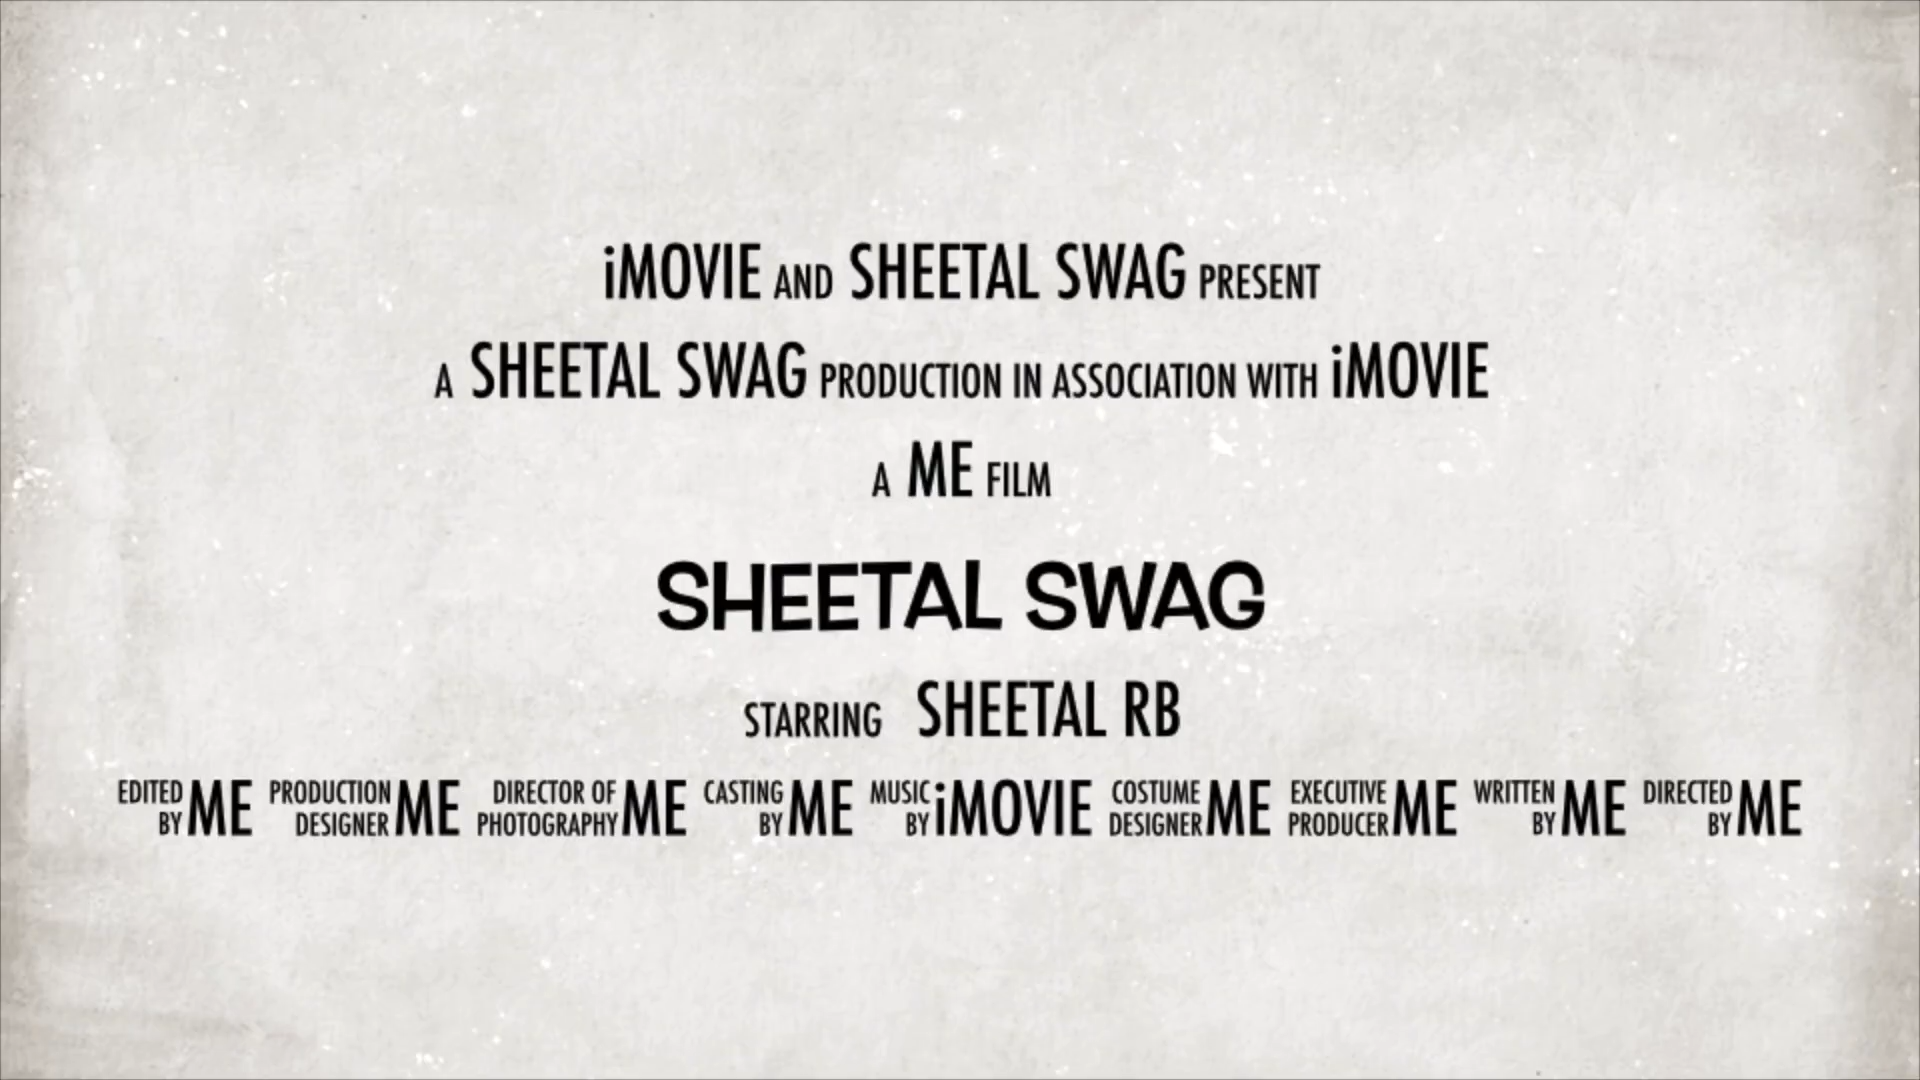 iMOVIE AND SHEETAL SWAG PRESENT
A SHEETAL SWAG PRODUCTION IN ASSOCIATION WITH iMOVIE
A ME FILM
SHEETAL SWAG
STARRING SHEETAL RB
EDITED BY ME PRODUCTION DESIGNER ME DIRECTOR OF PHOTOGRAPHY ME CASTING BY ME MUSIC BY iMOVIE COSTUME DESIGNER ME EXECUTIVE PRODUCER ME WRITTEN BY ME DIRECTED BY ME